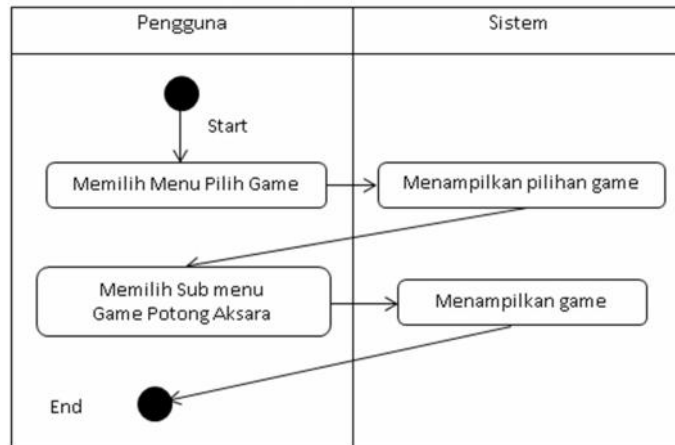 Pengguna
Sistem
Start
Memilih Menu Pilih Game
Menampilkan pilihan game
Memilih Sub menu
Game Potong Aksara
Menampilkan game
End